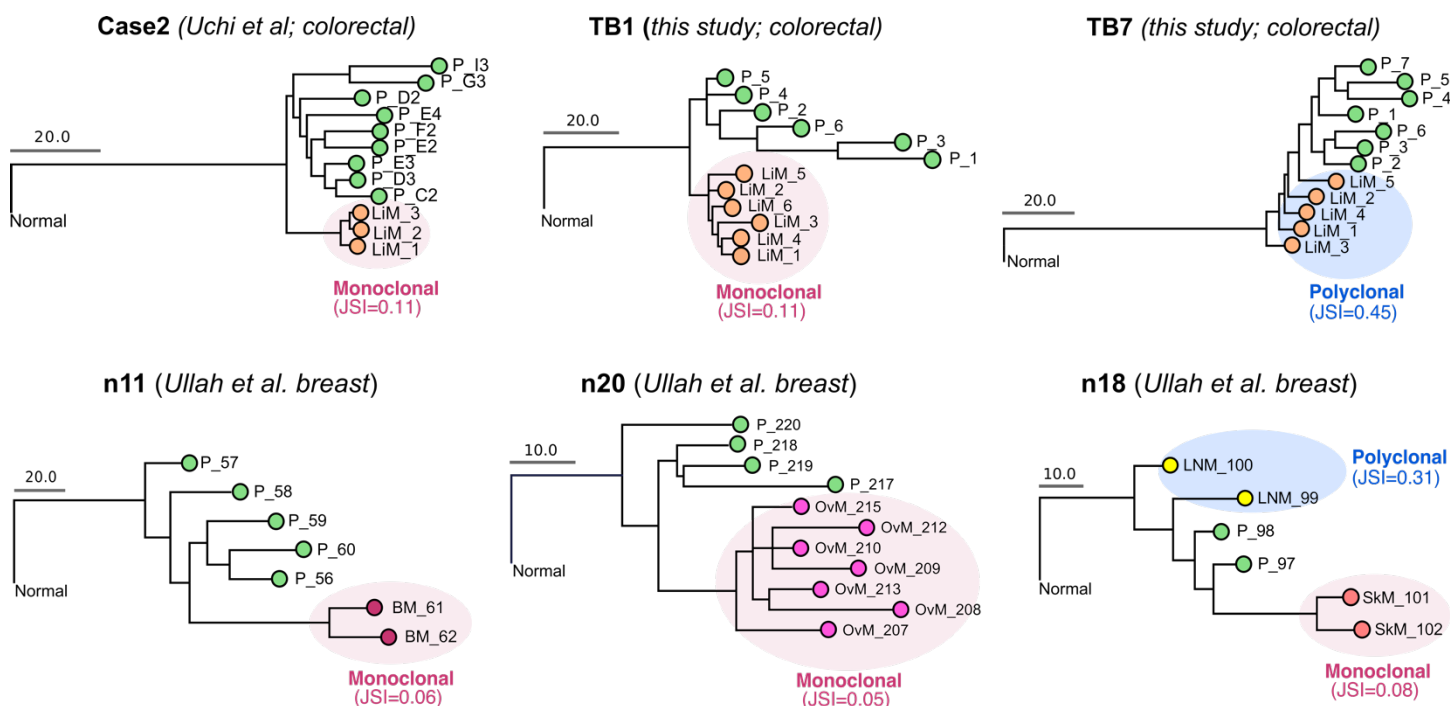 Case2 (Uchi et al; colorectal)
P_I3
P_G3
P_D2
P_E4
P_F2
P_E2
P_E3
P_D3
P_C2
LiM_3
LiM_2
LiM_1
20.0
Normal
Monoclonal
(JSI=0.11)
TB1 (this study; colorectal)
P_5
P_4
P_2
P_6
P_3
P_1
LiM_5
LiM_2
LiM_6
LiM_3
LiM_4
LiM_1
20.0
Normal
Monoclonal
(JSI=0.11)
TB7 (this study; colorectal)
P_7
P_5
P_4
P_1
P_6
P_3
P_2
LiM_5
LiM_2
LiM_4
LiM_1
LiM_3
20.0
Normal
Polyclonal
(JSI=0.45)
n11 (Ullah et al. breast)
P_57
20.0
P_58
P_59
P_60
P_56
Normal
BM_61
BM_62
Monoclonal
(JSI=0.06)
n20 (Ullah et al. breast)
P_220
P_218
10.0
P_219
P_217
OvM_215
OvM_212
OvM_210
OvM_209
Normal
OvM_213
OvM_208
OvM_207
Monoclonal
(JSI=0.05)
n18 (Ullah et al. breast)
LNM_100
Polyclonal
(JSI=0.31)
10.0
LNM_99
P_98
P_97
Normal
SkM_101
SkM_102
Monoclonal
(JSI=0.08)